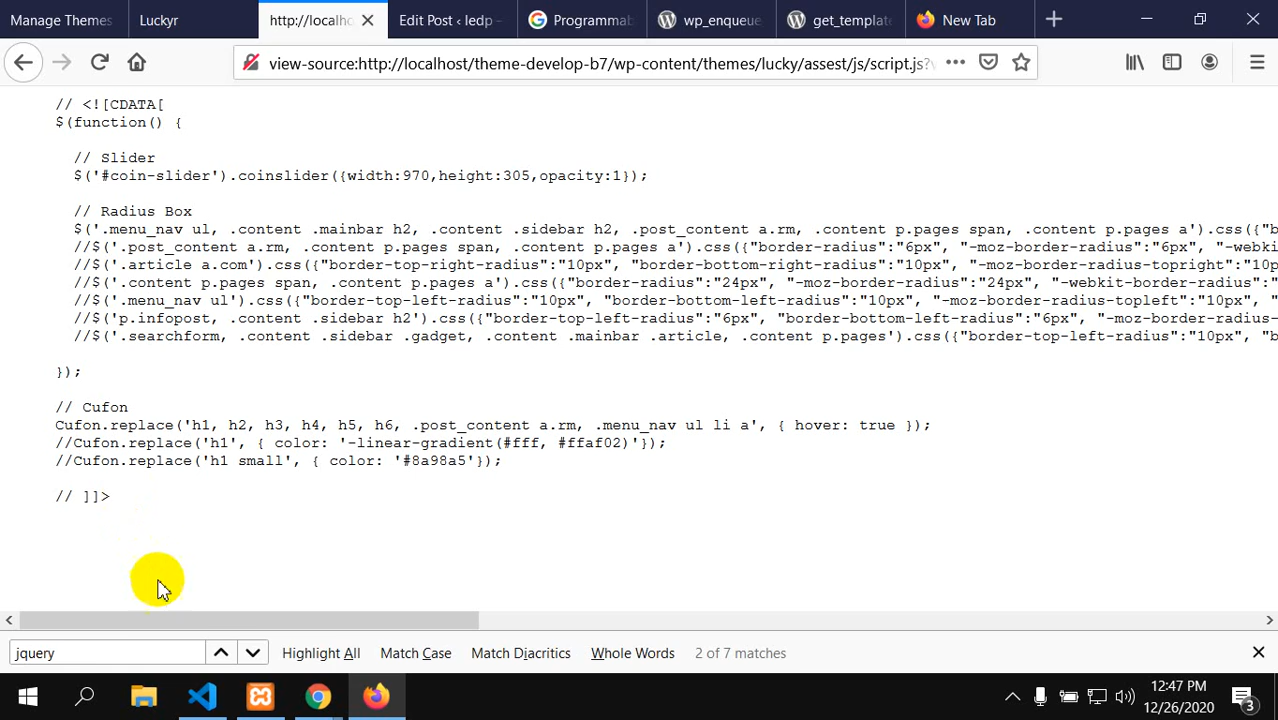 Manage Themes
Luckyr
http://localho
Edit Post ‹ ledp –
Programmab
wp_enqueue
get_template
New Tab
view-source:http://localhost/theme-develop-b7/wp-content/themes/lucky/assest/js/script.js?v
// <![CDATA[
$(function() {
// Slider
$('#coin-slider').coinslider({width:970,height:305,opacity:1});
// Radius Box
$('.menu_nav ul, .content .mainbar h2, .content .sidebar h2, .post_content a.rm, .content p.pages span, .content p.pages a').css({"b
//$('.post_content a.rm, .content p.pages span, .content p.pages a').css({"border-radius":"6px", "-moz-border-radius":"6px", "-webki
//$('.article a.com').css({"border-top-right-radius":"10px", "border-bottom-right-radius":"10px", "-moz-border-radius-topright":"10p
//$('.content p.pages span, .content p.pages a').css({"border-radius":"24px", "-moz-border-radius":"24px", "-webkit-border-radius":"
//$('.menu_nav ul').css({"border-top-left-radius":"10px", "border-bottom-left-radius":"10px", "-moz-border-radius-topleft":"10px", "
//$('p.infopost, .content .sidebar h2').css({"border-top-left-radius":"6px", "border-bottom-left-radius":"6px", "-moz-border-radius-
//$('.searchform, .content .sidebar .gadget, .content .mainbar .article, .content p.pages').css({"border-top-left-radius":"10px", "b
});
// Cufon
Cufon.replace('h1, h2, h3, h4, h5, h6, .post_content a.rm, .menu_nav ul li a', { hover: true });
//Cufon.replace('h1', { color: '-linear-gradient(#fff, #ffaf02)'});
//Cufon.replace('h1 small', { color: '#8a98a5'});
// ]]>
jquery
Highlight All
Match Case
Match Diacritics
Whole Words
2 of 7 matches
12:47 PM
12/26/2020
3